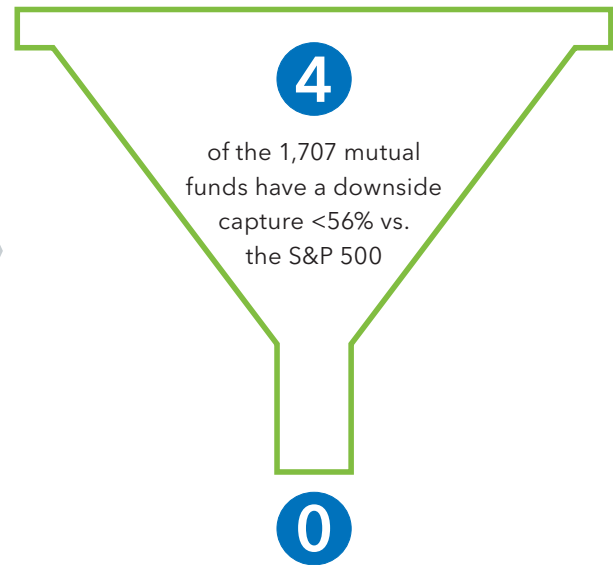 4
of the 1,707 mutual
funds have a downside
capture <56% vs.
the S&P 500
0